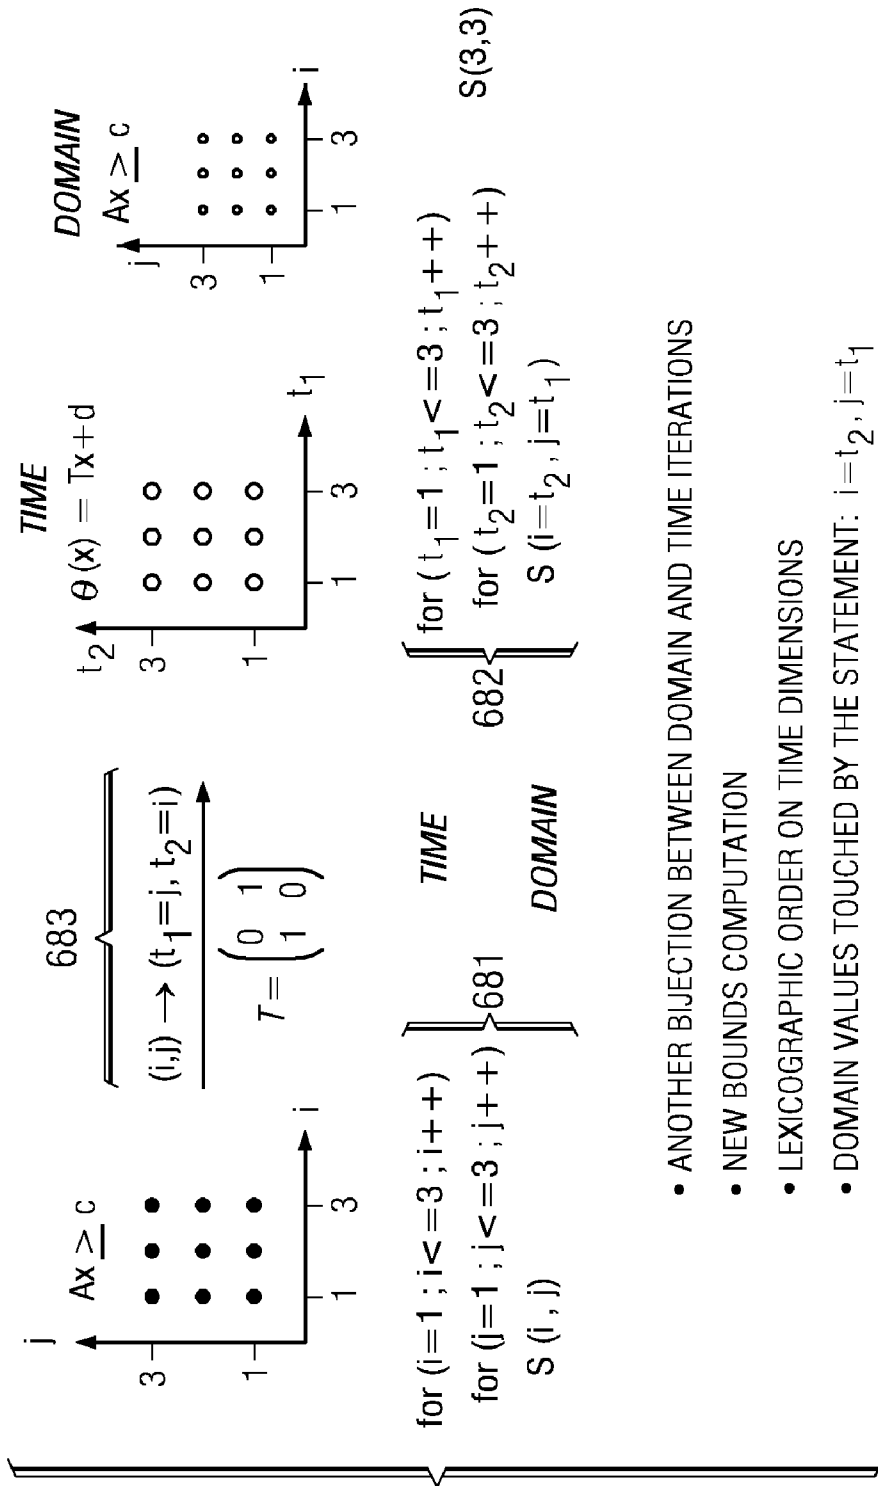 683
TIME
DOMAIN
Ax ≥ c
(i,j) → (t₁=j, t₂=i)
θ(x) = Tx+d
Ax ≥ c
j
3
1
1
3
i
T = ( 0 1
1 0 )
t₂
3
1
1
3
t₁
j
3
1
1
3
i
for (i=1 ; i<=3 ; i++)
for (j=1 ; j<=3 ; j++)
S (i , j)
681
TIME
DOMAIN
682
for (t₁=1 ; t₁<=3 ; t₁++)
for (t₂=1 ; t₂<=3 ; t₂++)
S (i=t₂ , j=t₁)
S(3,3)
• ANOTHER BIJECTION BETWEEN DOMAIN AND TIME ITERATIONS
• NEW BOUNDS COMPUTATION
• LEXICOGRAPHIC ORDER ON TIME DIMENSIONS
• DOMAIN VALUES TOUCHED BY THE STATEMENT: i=t₂ , j=t₁